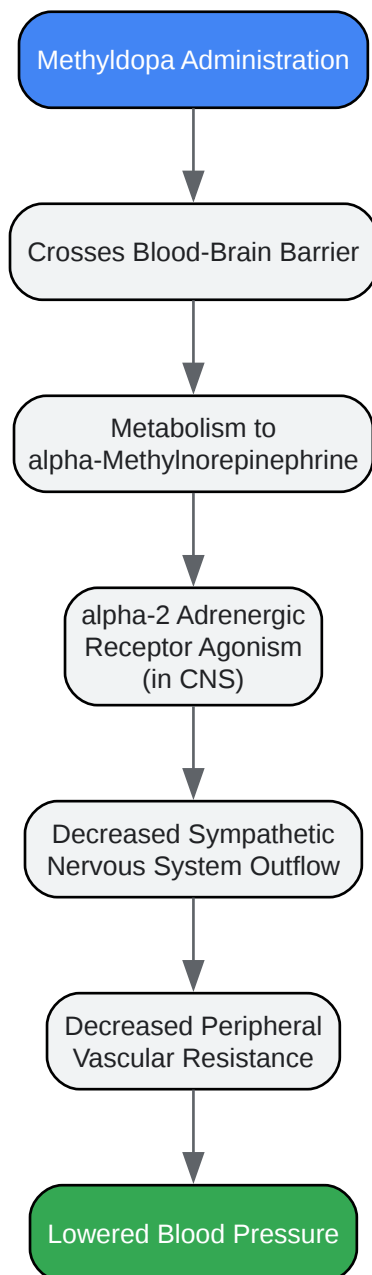 Methyldopa Administration
Crosses Blood-Brain Barrier
Metabolism to
alpha-Methylnorepinephrine
alpha-2 Adrenergic
Receptor Agonism
(in CNS)
Decreased Sympathetic
Nervous System Outflow
Decreased Peripheral
Vascular Resistance
Lowered Blood Pressure